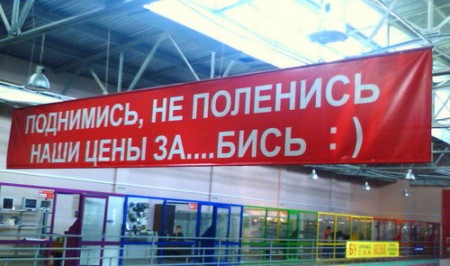 ПОДНИМИСЬ, НЕ ПОЛЕНИСЬ
НАШИ ЦЕНЫ ЗА....БИСЬ :)